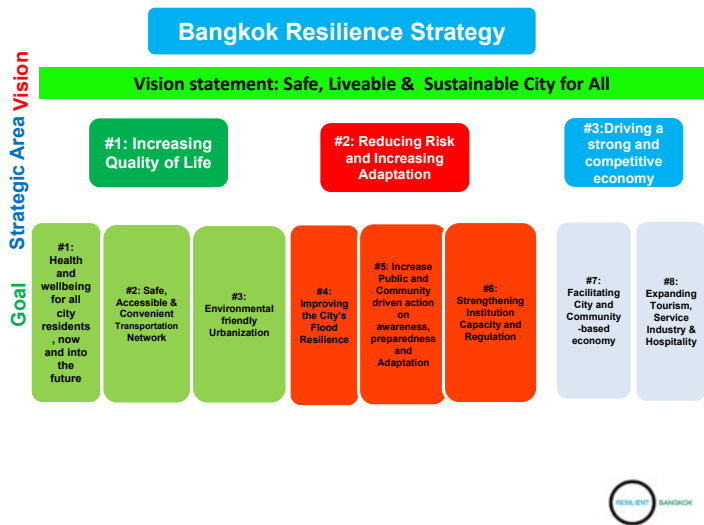 Bangkok Resilience Strategy
Vision
Vision statement: Safe, Liveable & Sustainable City for All
Strategic Area
#1: Increasing
Quality of Life
#2: Reducing Risk
and Increasing
Adaptation
#3:Driving a
strong and
competitive
economy
Goal
#1:
Health
and
wellbeing
for all
city
residents
, now
and into
the
future
#2: Safe,
Accessible &
Convenient
Transportation
Network
#3:
Environmental
friendly
Urbanization
#4:
Improving
the City's
Flood
Resilience
#5: Increase
Public and
Community
driven action
on
awareness,
preparedness
and
Adaptation
#6:
Strengthening
Institution
Capacity and
Regulation
#7:
Facilitating
City and
Community
-based
economy
#8:
Expanding
Tourism,
Service
Industry &
Hospitality
RESILIENT BANGKOK